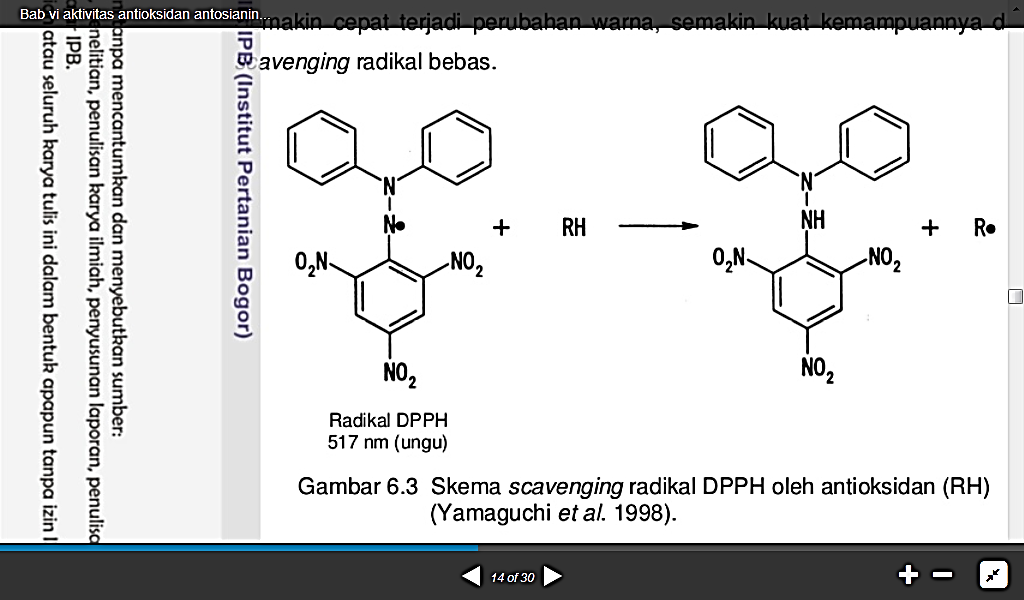 Bab vi aktivitas antioksidan antosianin...
makin cepat terjadi perubahan warna, semakin kuat kemampuannya d
avenging radikal bebas.
N
N•
O2N
NO2
NO2
+
RH
N
NH
O2N
NO2
NO2
+
R•
Radikal DPPH
517 nm (ungu)
Gambar 6.3 Skema scavenging radikal DPPH oleh antioksidan (RH)
(Yamaguchi et al. 1998).
IPB (Institut Pertanian Bogor)
anpa mencantumkan dan menyebutkan sumber:
enelitian, penulisan karya ilmiah, penyusunan laporan, penulisa
IPB.
atau seluruh karya tulis ini dalam bentuk apapun tanpa izin I
14 of 30